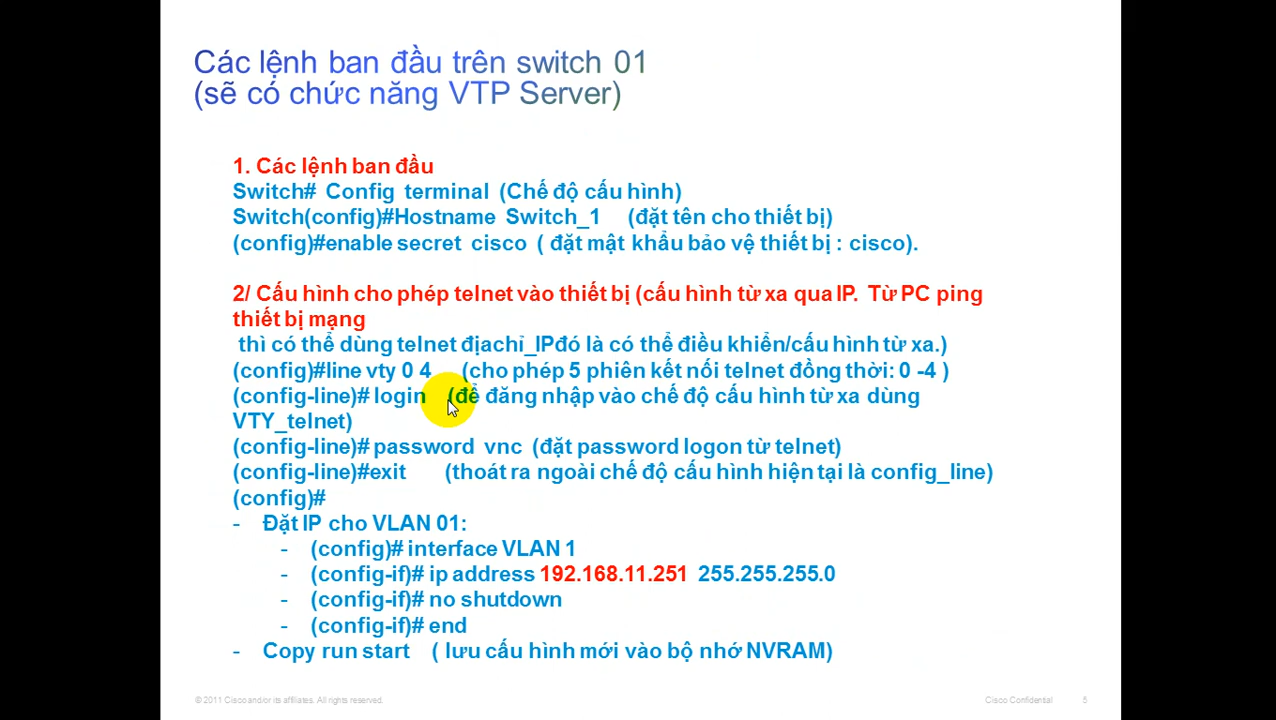 Các lệnh ban đầu trên switch 01
(sẽ có chức năng VTP Server)
1. Các lệnh ban đầu
Switch# Config terminal (Chế độ cấu hình)
Switch(config)#Hostname Switch_1 (đặt tên cho thiết bị)
(config)#enable secret cisco ( đặt mật khẩu bảo vệ thiết bị : cisco).
2/ Cấu hình cho phép telnet vào thiết bị (cấu hình từ xa qua IP. Từ PC ping
thiết bị mạng
thì có thể dùng telnet địachỉ_IPđó là có thể điều khiển/cấu hình từ xa.)
(config)#line vty 0 4 (cho phép 5 phiên kết nối telnet đồng thời: 0 -4 )
(config-line)# login (để đăng nhập vào chế độ cấu hình từ xa dùng
VTY_telnet)
(config-line)# password vnc (đặt password logon từ telnet)
(config-line)#exit (thoát ra ngoài chế độ cấu hình hiện tại là config_line)
(config)#
- Đặt IP cho VLAN 01:
- (config)# interface VLAN 1
- (config-if)# ip address 192.168.11.251 255.255.255.0
- (config-if)# no shutdown
- (config-if)# end
- Copy run start ( lưu cấu hình mới vào bộ nhớ NVRAM)
© 2011 Cisco and/or its affiliates. All rights reserved. Cisco Confidential 5